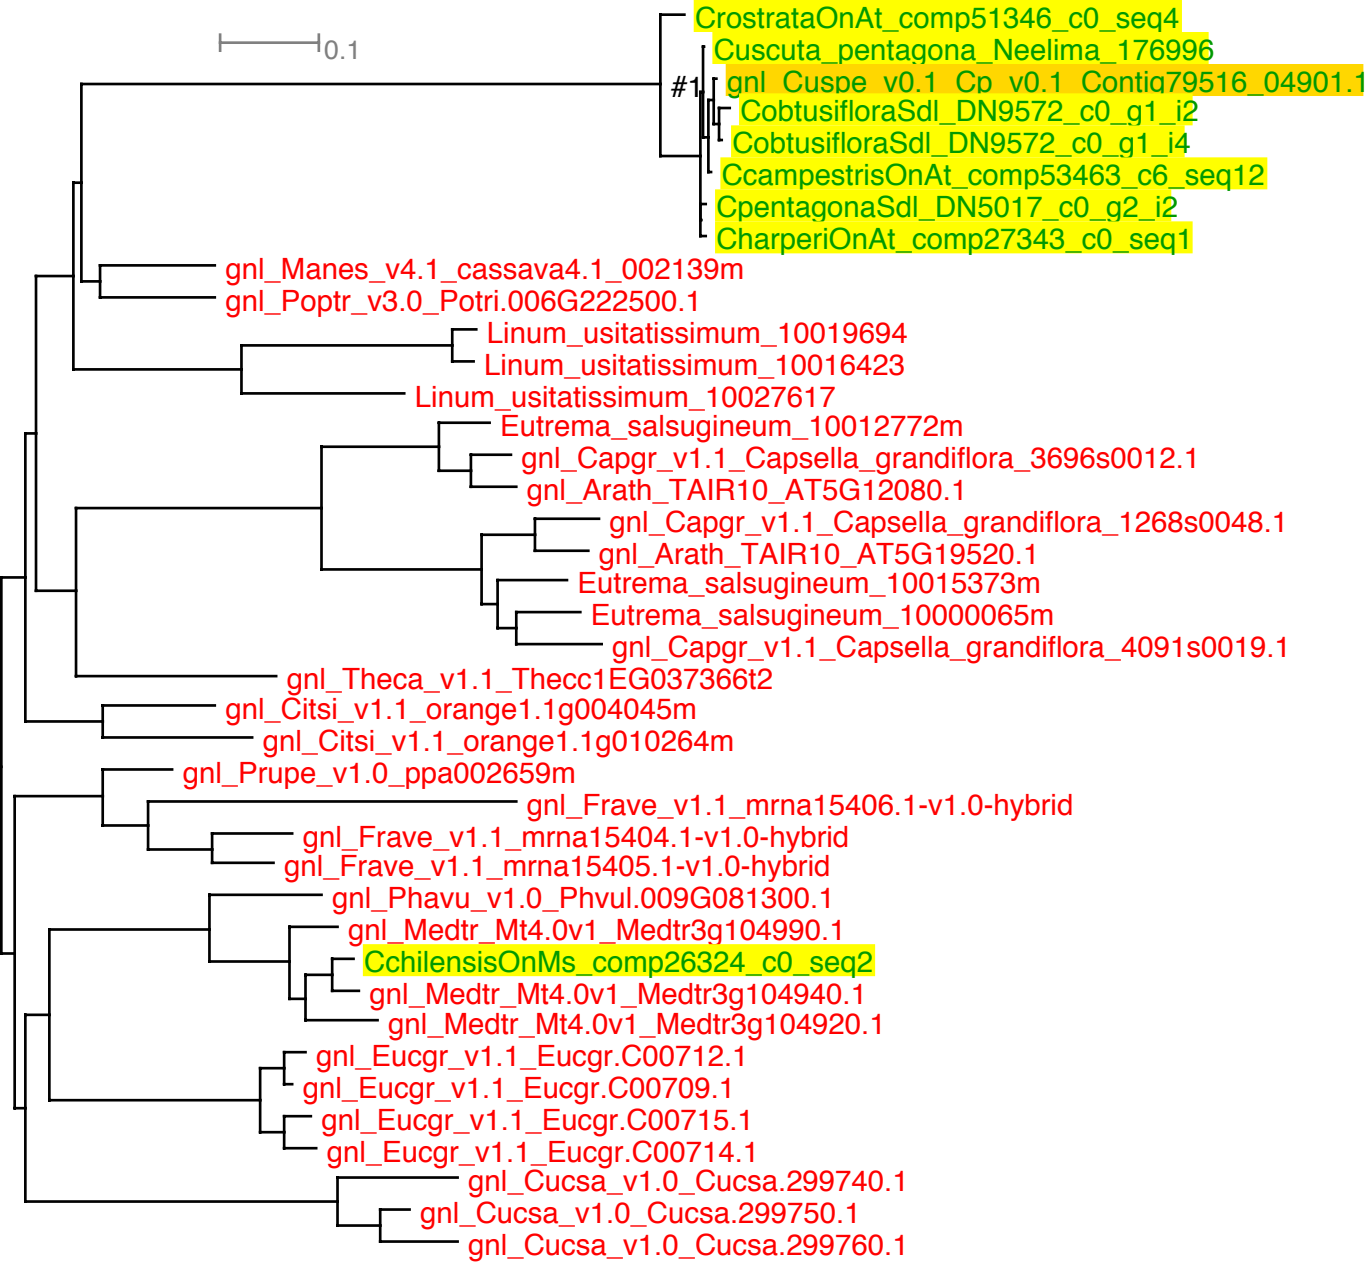 CrostrataOnAt_comp51346_c0_seq4
0.1
Cuscuta_pentagona_Neelima_176996
#1
gnl_Cuspe_v0.1_Cp_v0.1_Contig79516_04901.1
CobtusifloraSdl_DN9572_c0_g1_i2
CobtusifloraSdl_DN9572_c0_g1_i4
CcampestrisOnAt_comp53463_c6_seq12
CpentagonaSdl_DN5017_c0_g2_i2
CharperiOnAt_comp27343_c0_seq1
gnl_Manes_v4.1_cassava4.1_002139m
gnl_Poptr_v3.0_Potri.006G222500.1
Linum_usitatissimum_10019694
Linum_usitatissimum_10016423
Linum_usitatissimum_10027617
Eutrema_salsugineum_10012772m
gnl_Capgr_v1.1_Capsella_grandiflora_3696s0012.1
gnl_Arath_TAIR10_AT5G12080.1
gnl_Capgr_v1.1_Capsella_grandiflora_1268s0048.1
gnl_Arath_TAIR10_AT5G19520.1
Eutrema_salsugineum_10015373m
Eutrema_salsugineum_10000065m
gnl_Capgr_v1.1_Capsella_grandiflora_4091s0019.1
gnl_Theca_v1.1_Thecc1EG037366t2
gnl_Citsi_v1.1_orange1.1g004045m
gnl_Citsi_v1.1_orange1.1g010264m
gnl_Prupe_v1.0_ppa002659m
gnl_Frave_v1.1_mrna15406.1-v1.0-hybrid
gnl_Frave_v1.1_mrna15404.1-v1.0-hybrid
gnl_Frave_v1.1_mrna15405.1-v1.0-hybrid
gnl_Phavu_v1.0_Phvul.009G081300.1
gnl_Medtr_Mt4.0v1_Medtr3g104990.1
CchilensisOnMs_comp26324_c0_seq2
gnl_Medtr_Mt4.0v1_Medtr3g104940.1
gnl_Medtr_Mt4.0v1_Medtr3g104920.1
gnl_Eucgr_v1.1_Eucgr.C00712.1
gnl_Eucgr_v1.1_Eucgr.C00709.1
gnl_Eucgr_v1.1_Eucgr.C00715.1
gnl_Eucgr_v1.1_Eucgr.C00714.1
gnl_Cucsa_v1.0_Cucsa.299740.1
gnl_Cucsa_v1.0_Cucsa.299750.1
gnl_Cucsa_v1.0_Cucsa.299760.1